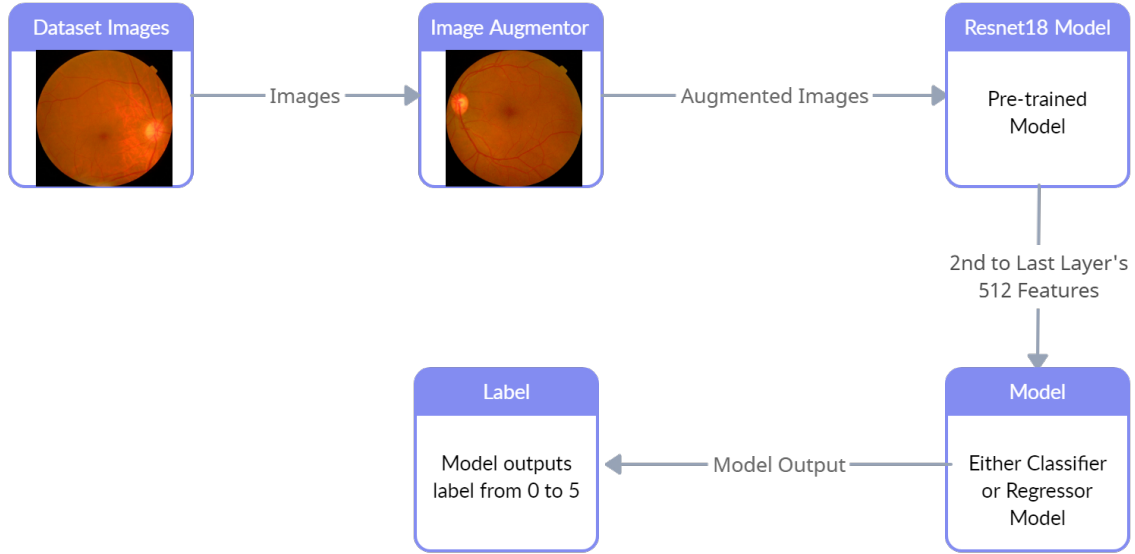 Dataset Images
Images
Image Augmentor
Augmented Images
Resnet18 Model
Pre-trained
Model
2nd to Last Layer's
512 Features
Model
Either Classifier
or Regressor
Model
Model Output
Label
Model outputs
label from 0 to 5